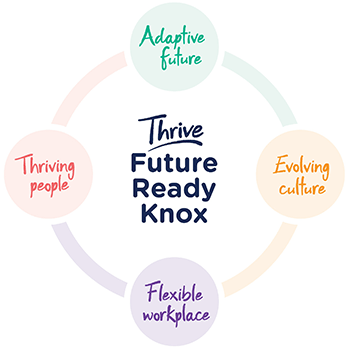 Adaptive
future
Thriving
people
Thrive
Future
Ready
Knox
Evolving
culture
Flexible
workplace